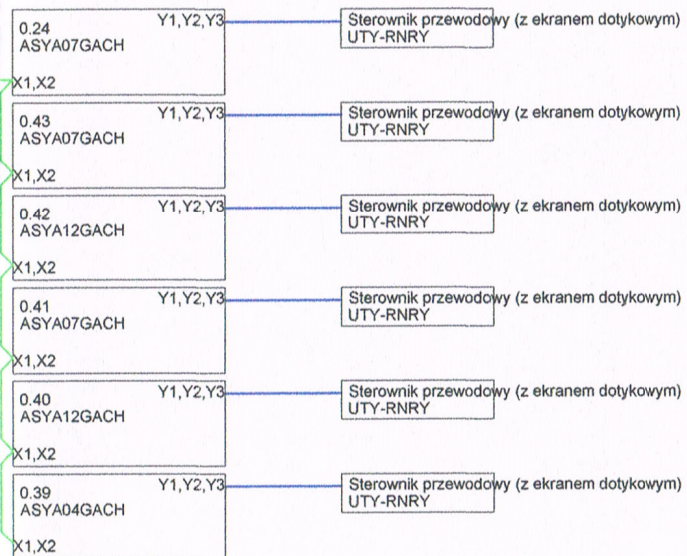 0.24 Y1,Y2,Y3 Sterownik przewodowy (z ekranem dotykowym)
ASYA07GACH UTY-RNRY
X1,X2
0.43 Y1,Y2,Y3 Sterownik przewodowy (z ekranem dotykowym)
ASYA07GACH UTY-RNRY
X1,X2
0.42 Y1,Y2,Y3 Sterownik przewodowy (z ekranem dotykowym)
ASYA12GACH UTY-RNRY
X1,X2
0.41 Y1,Y2,Y3 Sterownik przewodowy (z ekranem dotykowym)
ASYA07GACH UTY-RNRY
X1,X2
0.40 Y1,Y2,Y3 Sterownik przewodowy (z ekranem dotykowym)
ASYA12GACH UTY-RNRY
X1,X2
0.39 Y1,Y2,Y3 Sterownik przewodowy (z ekranem dotykowym)
ASYA04GACH UTY-RNRY
X1,X2